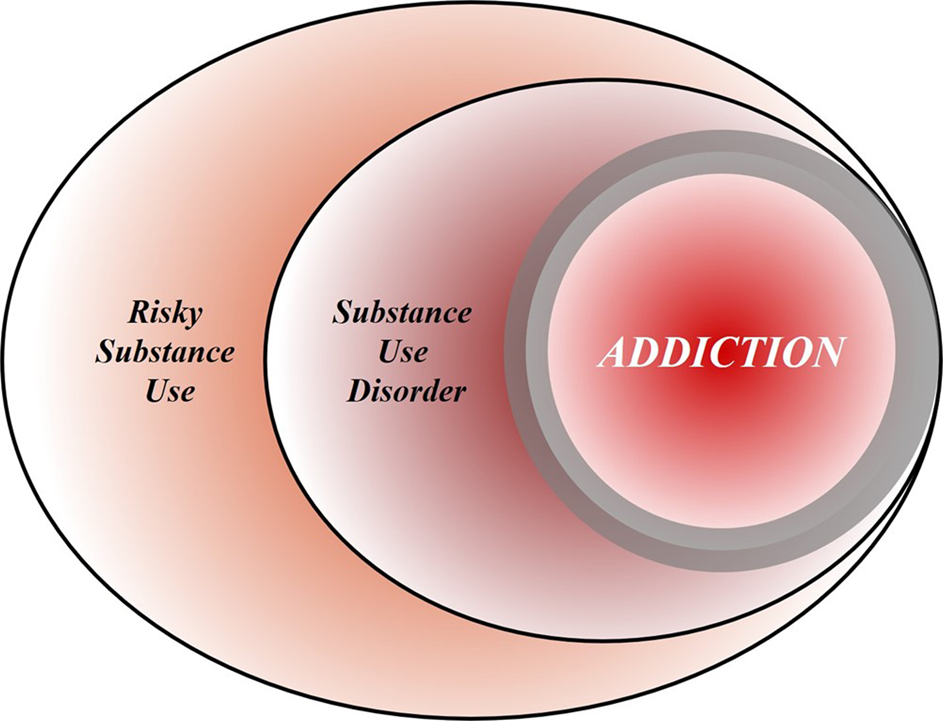 Risky
Substance
Use
Substance
Use
Disorder
ADDICTION